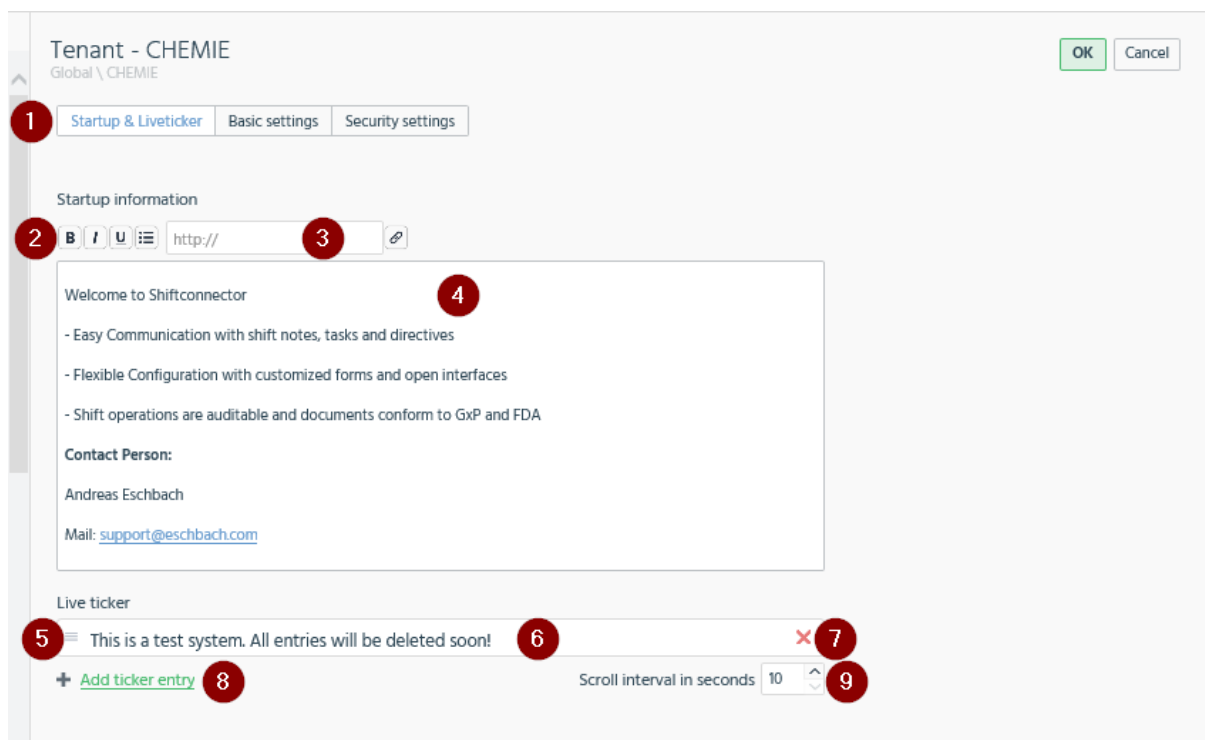 Tenant - CHEMIE
OK Cancel
Global \ CHEMIE
1 Startup & Liveticker Basic settings Security settings
Startup information
2 B I U http:// 3
4
Welcome to Shiftconnector
- Easy Communication with shift notes, tasks and directives
- Flexible Configuration with customized forms and open interfaces
- Shift operations are auditable and documents conform to GxP and FDA
Contact Person:
Andreas Eschbach
Mail: support@eschbach.com
Live ticker
5 This is a test system. All entries will be deleted soon! 6 7
+ Add ticker entry 8 Scroll interval in seconds 10 9